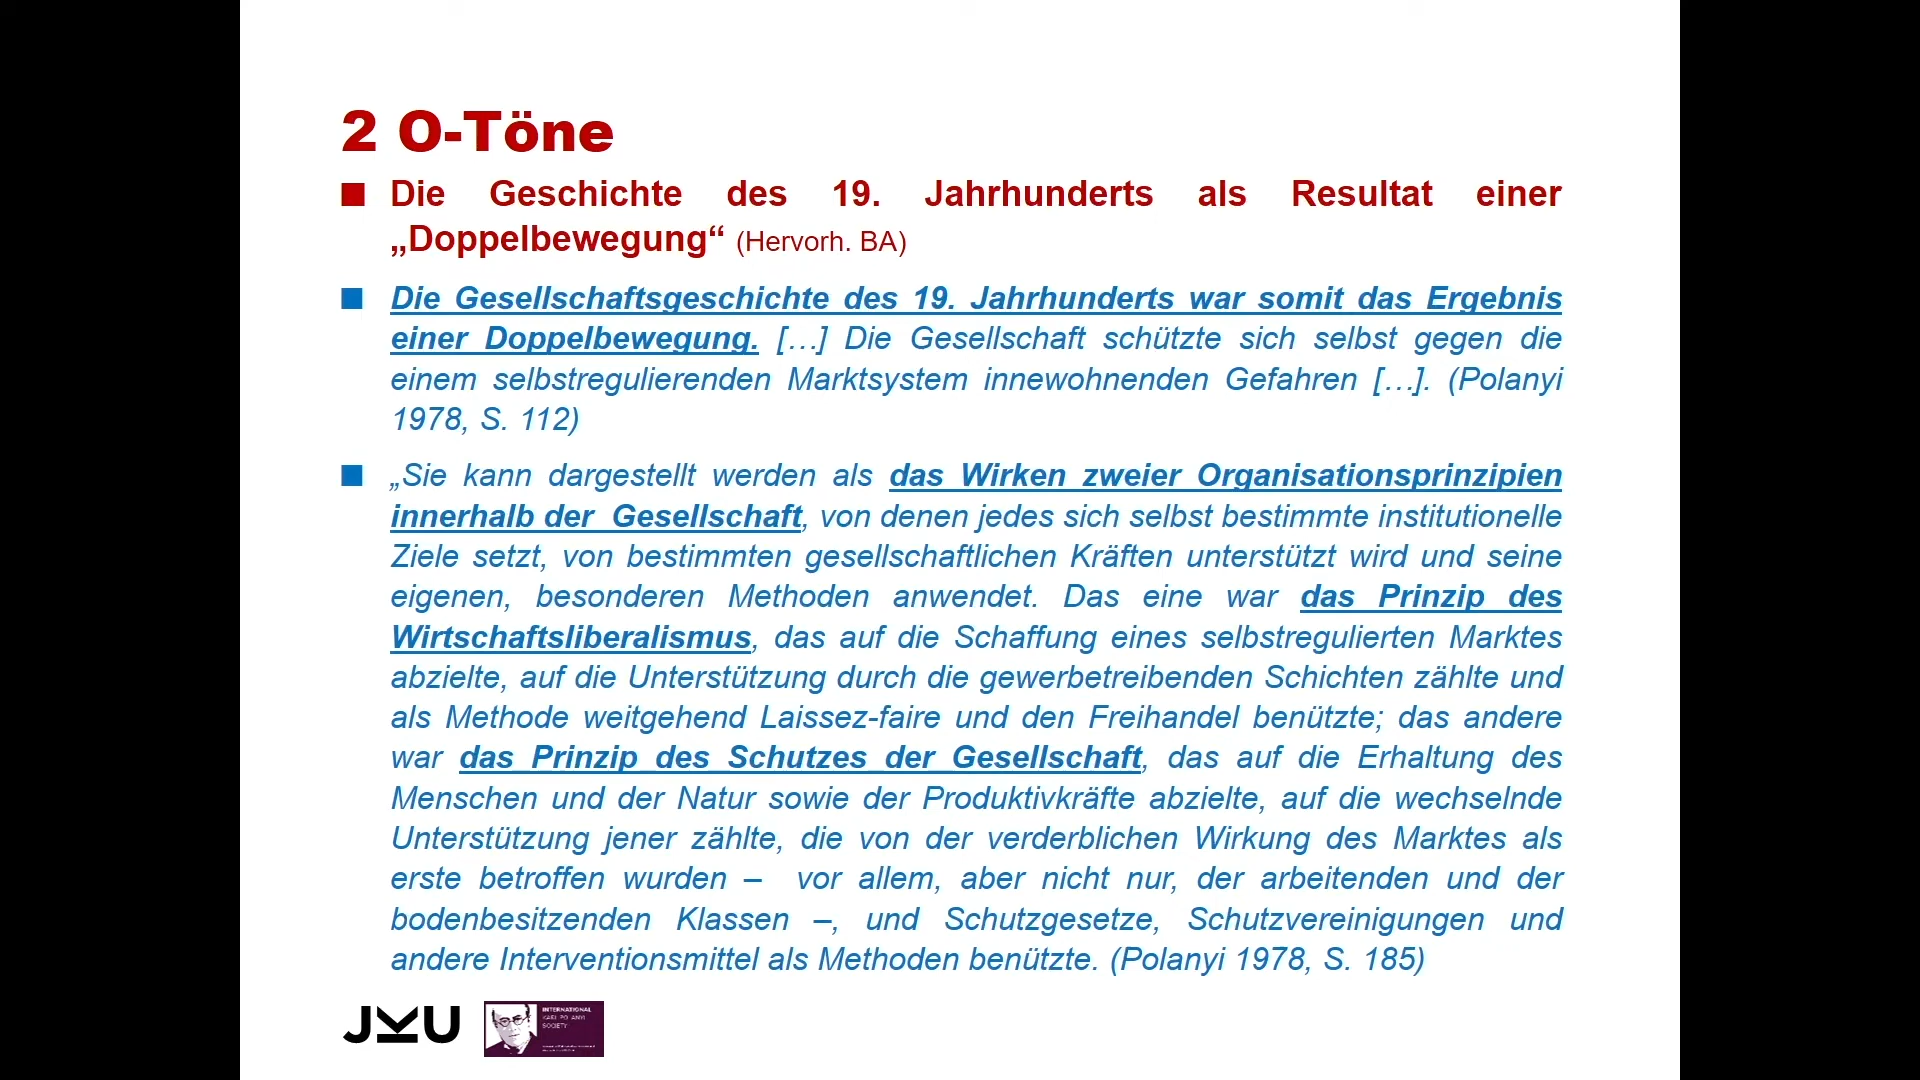 2 O-Töne
Die Geschichte des 19. Jahrhunderts als Resultat einer
„Doppelbewegung“ (Hervorh. BA)
Die Gesellschaftsgeschichte des 19. Jahrhunderts war somit das Ergebnis
einer Doppelbewegung. […] Die Gesellschaft schützte sich selbst gegen die
einem selbstregulierenden Marktsystem innewohnenden Gefahren […]. (Polanyi
1978, S. 112)
„Sie kann dargestellt werden als das Wirken zweier Organisationsprinzipien
innerhalb der Gesellschaft, von denen jedes sich selbst bestimmte institutionelle
Ziele setzt, von bestimmten gesellschaftlichen Kräften unterstützt wird und seine
eigenen, besonderen Methoden anwendet. Das eine war das Prinzip des
Wirtschaftsliberalismus, das auf die Schaffung eines selbstregulierten Marktes
abzielte, auf die Unterstützung durch die gewerbetreibenden Schichten zählte und
als Methode weitgehend Laissez-faire und den Freihandel benützte; das andere
war das Prinzip des Schutzes der Gesellschaft, das auf die Erhaltung des
Menschen und der Natur sowie der Produktivkräfte abzielte, auf die wechselnde
Unterstützung jener zählte, die von der verderblichen Wirkung des Marktes als
erste betroffen wurden – vor allem, aber nicht nur, der arbeitenden und der
bodenbesitzenden Klassen –, und Schutzgesetze, Schutzvereinigungen und
andere Interventionsmittel als Methoden benützte. (Polanyi 1978, S. 185)
JKU
INTERNATIONAL
KARL POLANYI
SOCIETY